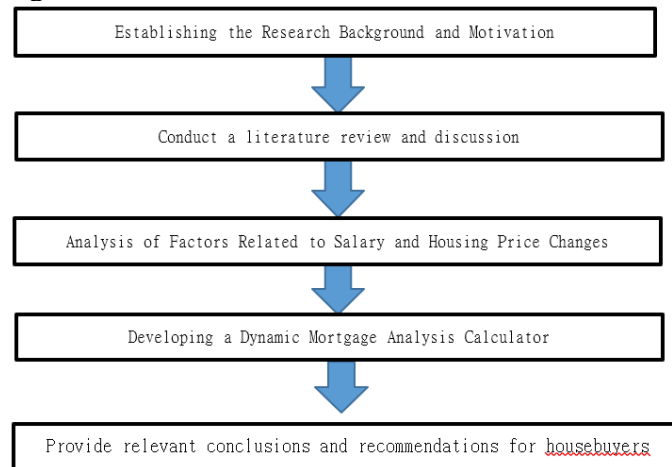 Establishing the Research Background and Motivation
Conduct a literature review and discussion
Analysis of Factors Related to Salary and Housing Price Changes
Developing a Dynamic Mortgage Analysis Calculator
Provide relevant conclusions and recommendations for housebuyers